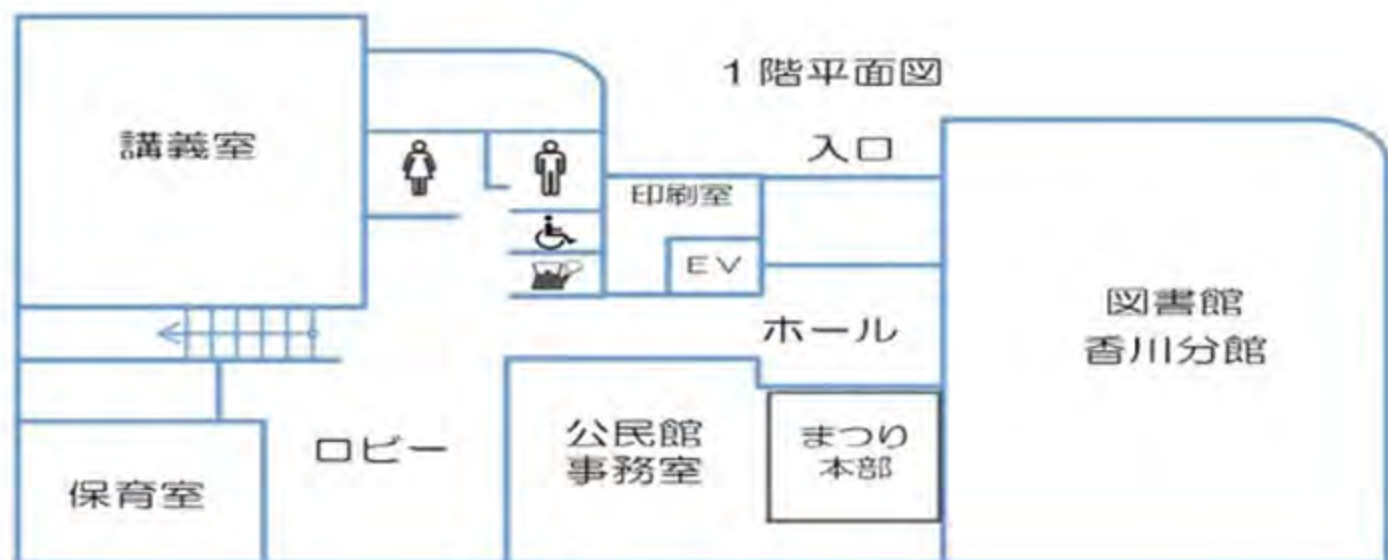 1階平面図
講義室
入口
印刷室
EV
図書館
香川分館
ホール
公民館
事務室
まつり
本部
ロビー
保育室